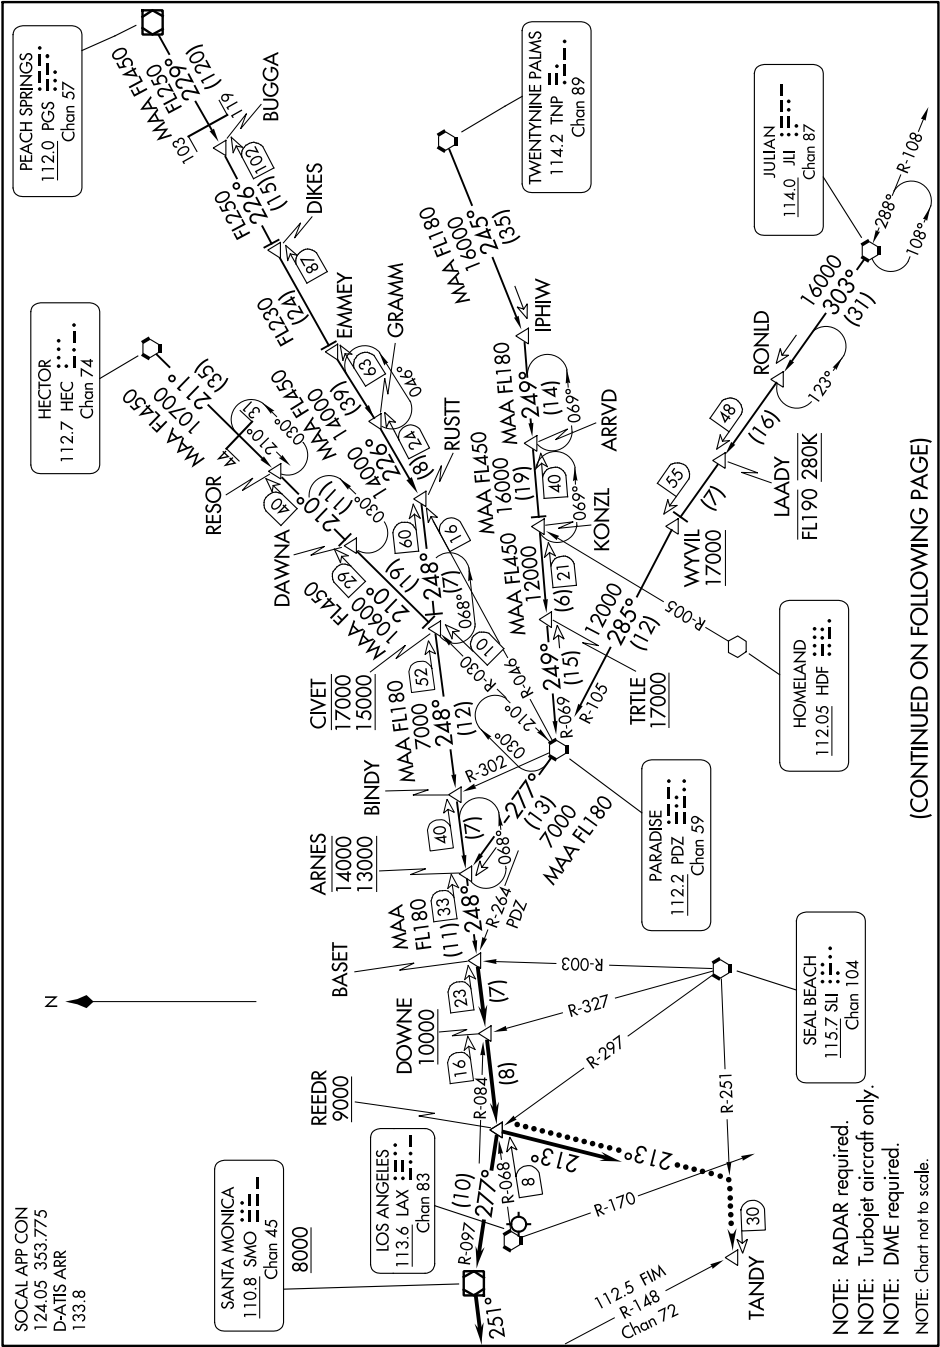 SOCAL APP CON
124.05 353.775
D-ATIS ARR
133.8
PEACH SPRINGS
112.0 PGS
Chan 57
HECTOR
112.7 HEC
Chan 74
TWENTYNINE PALMS
114.2 TNP
Chan 89
JULIAN
114.0 JLI
Chan 87
HOMELAND
112.05 HDF
PARADISE
112.2 PDZ
Chan 59
SEAL BEACH
115.7 SLI
Chan 104
LOS ANGELES
113.6 LAX
Chan 83
SANTA MONICA
110.8 SMO
Chan 45
8000
N
MAA FL450
FL250
229°
(120)
103
119
BUGGA
102
FL250
226°
(15)
DIKES
87
FL230
(24)
EMMEY
63
046°
MAA FL450
14000
(39)
GRAMM
24
14000
226°
(8)
RUSTT
60
16
248°
(7)
MAA FL450
10700
211°
(35)
44
31
RESOR
210°
030°
40
210°
(11)
DAWNA
030°
29
MAA FL450
10600
210°
(19)
CIVET
17000
15000
068°
10
R-030
R-046
52
MAA FL180
7000
248°
(12)
BINDY
R-302
40
(7)
ARNES
14000
13000
068°
33
MAA
FL180
(11)
248°
R-264
PDZ
BASET
23
(7)
DOWNE
10000
16
R-084
(8)
REEDR
9000
R-068
8
(10)
277°
R-097
251°
213°
213°
R-170
30
TANDY
112.5 FIM
R-148
Chan 72
R-003
R-327
R-297
R-251
MAA FL180
16000
245°
(35)
IPHIW
MAA FL180
249°
(14)
069°
ARRVD
40
MAA FL450
16000
(19)
069°
KONZL
21
MAA FL450
12000
(6)
TRTLE
17000
249°
(15)
R-069
R-105
R-005
210°
030°
277°
(13)
7000
MAA FL180
R-108
288°
108°
16000
303°
(31)
RONLD
123°
48
(16)
LAADY
FL190 280K
55
(7)
WYVIL
17000
12000
285°
(12)
NOTE: RADAR required.
NOTE: Turbojet aircraft only.
NOTE: DME required.
NOTE: Chart not to scale.
(CONTINUED ON FOLLOWING PAGE)